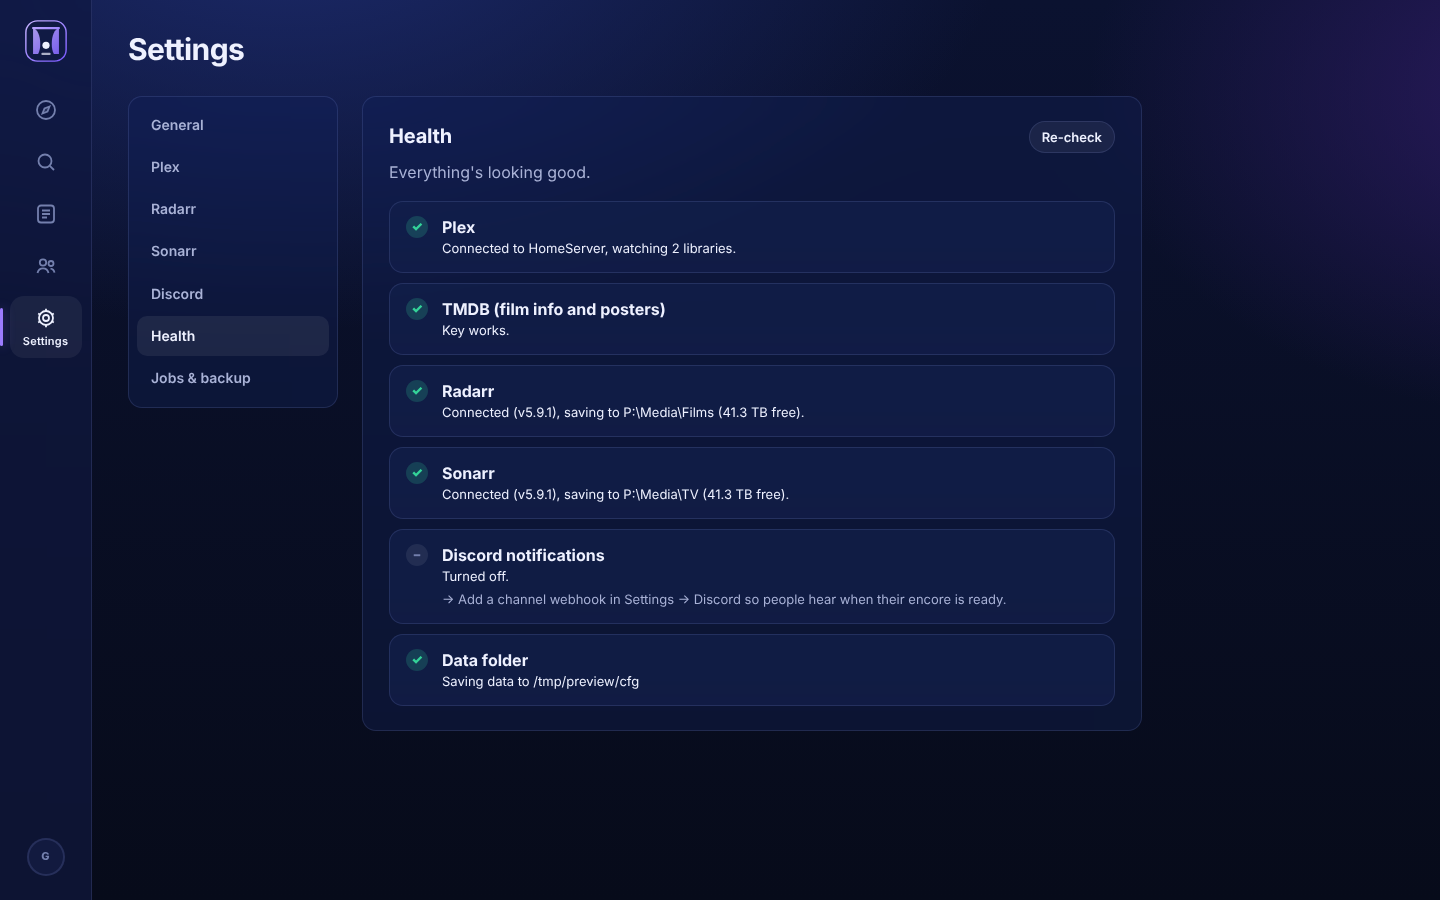 Settings
General
Plex
Radarr
Sonarr
Discord
Health
Jobs & backup
Settings
G
Health
Re-check
Everything's looking good.
Plex
Connected to HomeServer, watching 2 libraries.
TMDB (film info and posters)
Key works.
Radarr
Connected (v5.9.1), saving to P:\Media\Films (41.3 TB free).
Sonarr
Connected (v5.9.1), saving to P:\Media\TV (41.3 TB free).
Discord notifications
Turned off.
→ Add a channel webhook in Settings → Discord so people hear when their encore is ready.
Data folder
Saving data to /tmp/preview/cfg